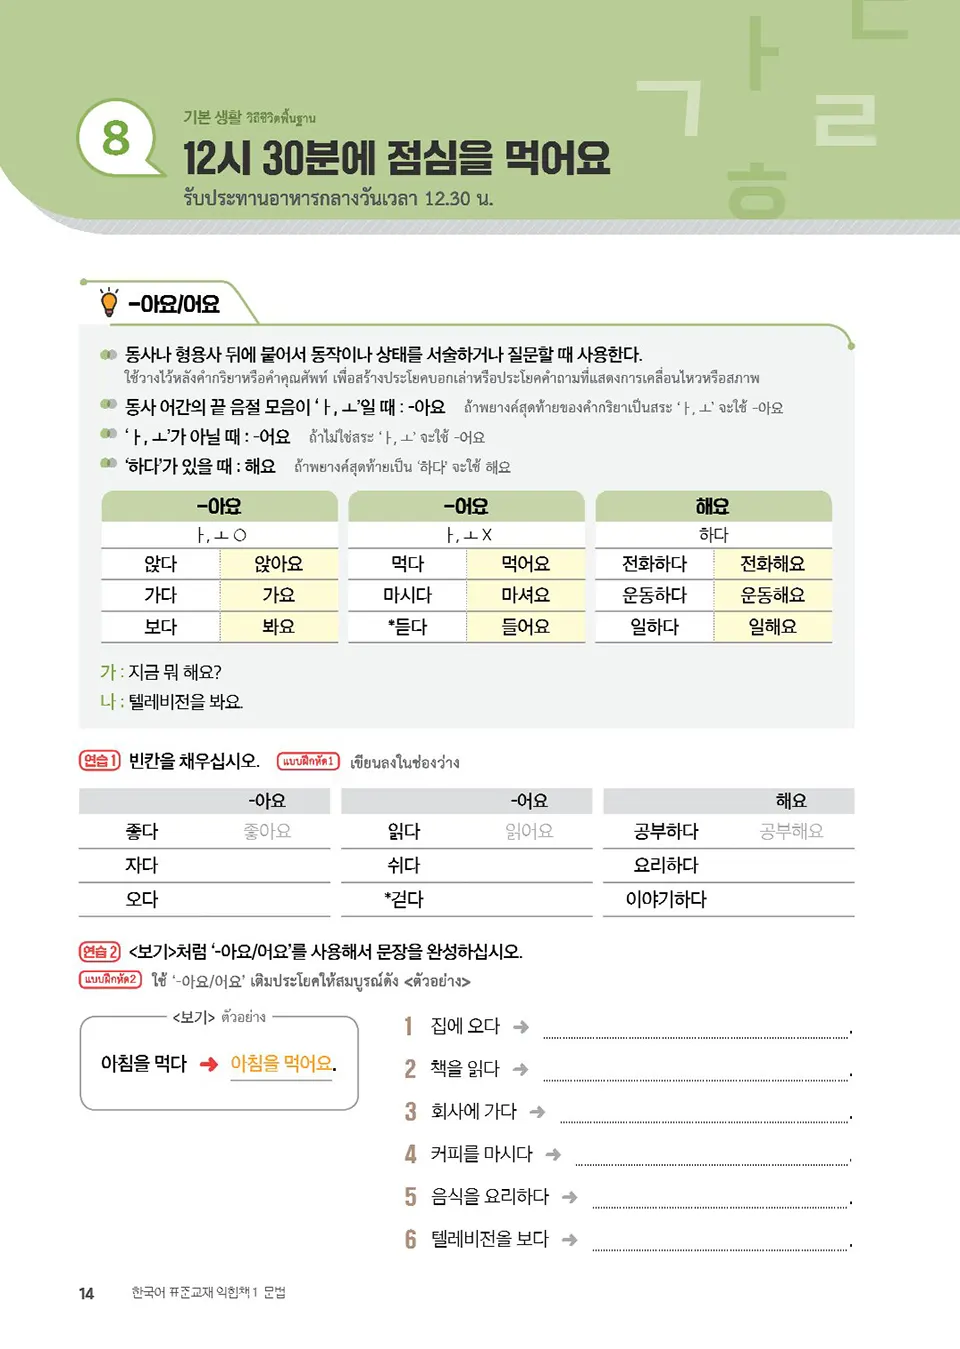 8
기본 생활 วิถีชีวิตพื้นฐาน
12시 30분에 점심을 먹어요
รับประทานอาหารกลางวันเวลา 12.30 น.
ㄱ ㅏ ㄷ ㄹ ㅎ
-아요/어요
동사나 형용사 뒤에 붙어서 동작이나 상태를 서술하거나 질문할 때 사용한다.
ใช้วางไว้หลังคำกริยาหรือคำคุณศัพท์ เพื่อสร้างประโยคบอกเล่าหรือประโยคคำถามที่แสดงการเคลื่อนไหวหรือสภาพ
동사 어간의 끝 음절 모음이 ‘ㅏ, ㅗ’일 때 : -아요 ถ้าพยางค์สุดท้ายของคำกริยาเป็นสระ ‘ㅏ, ㅗ’ จะใช้ -아요
‘ㅏ, ㅗ’가 아닐 때 : -어요 ถ้าไม่ใช่สระ ‘ㅏ, ㅗ’ จะใช้ -어요
‘하다’가 있을 때 : 해요 ถ้าพยางค์สุดท้ายเป็น ‘하다’ จะใช้ 해요
-아요 -어요 해요
ㅏ, ㅗ ○ ㅏ, ㅗ X 하다
앉다 앉아요 먹다 먹어요 전화하다 전화해요
가다 가요 마시다 마셔요 운동하다 운동해요
보다 봐요 *듣다 들어요 일하다 일해요
가 : 지금 뭐 해요?
나 : 텔레비전을 봐요.
연습 1 빈칸을 채우십시오. แบบฝึกหัด1 เขียนลงในช่องว่าง
-아요 -어요 해요
좋다 좋아요 읽다 읽어요 공부하다 공부해요
자다 쉬다 요리하다
오다 *걷다 이야기하다
연습 2 <보기>처럼 ‘-아요/어요’를 사용해서 문장을 완성하십시오.
แบบฝึกหัด2 ใช้ ‘-아요/어요’ เติมประโยคให้สมบูรณ์ดัง <ตัวอย่าง>
<보기> ตัวอย่าง
아침을 먹다 ➜ 아침을 먹어요.
1 집에 오다 ➜ .
2 책을 읽다 ➜ .
3 회사에 가다 ➜ .
4 커피를 마시다 ➜ .
5 음식을 요리하다 ➜ .
6 텔레비전을 보다 ➜ .
14 한국어 표준교재 익힘책 1 문법